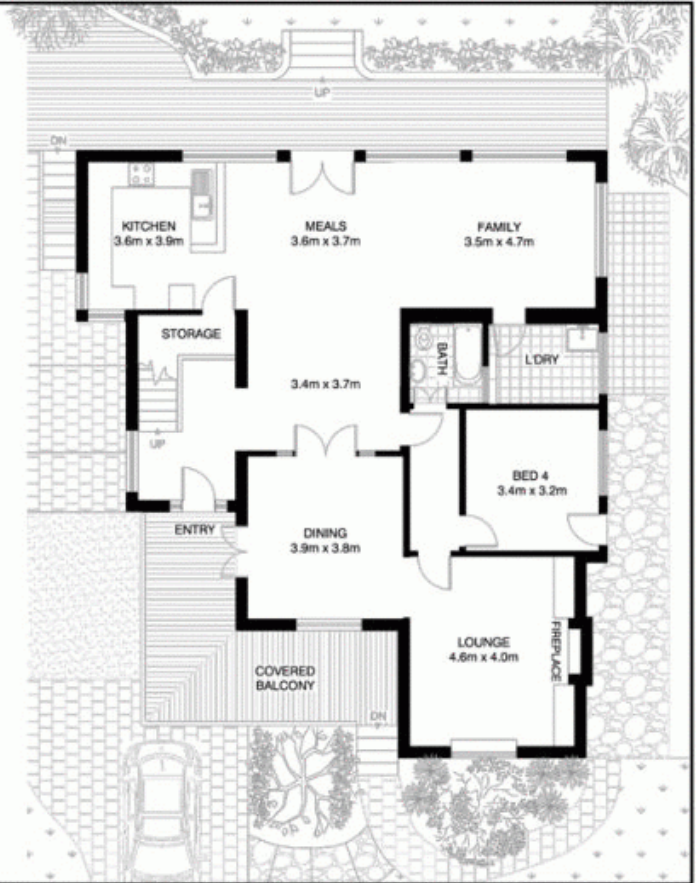 UP
DN
KITCHEN
3.6m x 3.9m
MEALS
3.6m x 3.7m
FAMILY
3.5m x 4.7m
STORAGE
BATH
L'DRY
3.4m x 3.7m
UP
BED 4
3.4m x 3.2m
ENTRY
DINING
3.9m x 3.8m
LOUNGE
4.6m x 4.0m
FIREPLACE
COVERED
BALCONY
DN